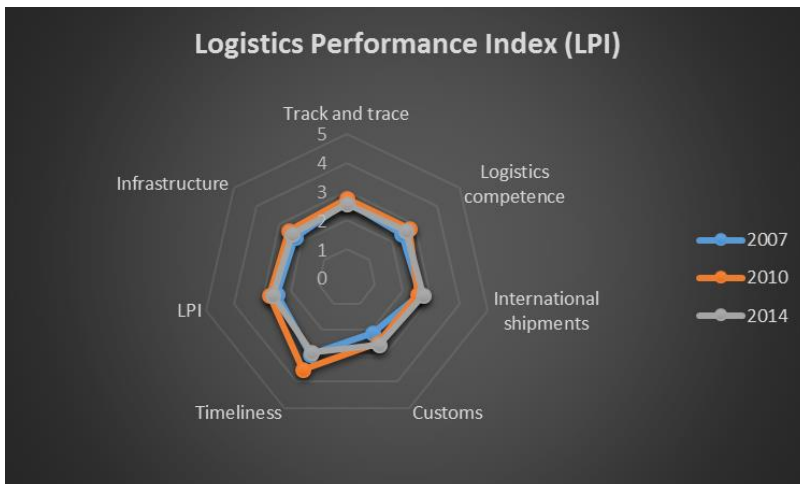 Logistics Performance Index (LPI)
Track and trace
5
4
3
2
1
0
Logistics
competence
International
shipments
Customs
Timeliness
LPI
Infrastructure
2007
2010
2014